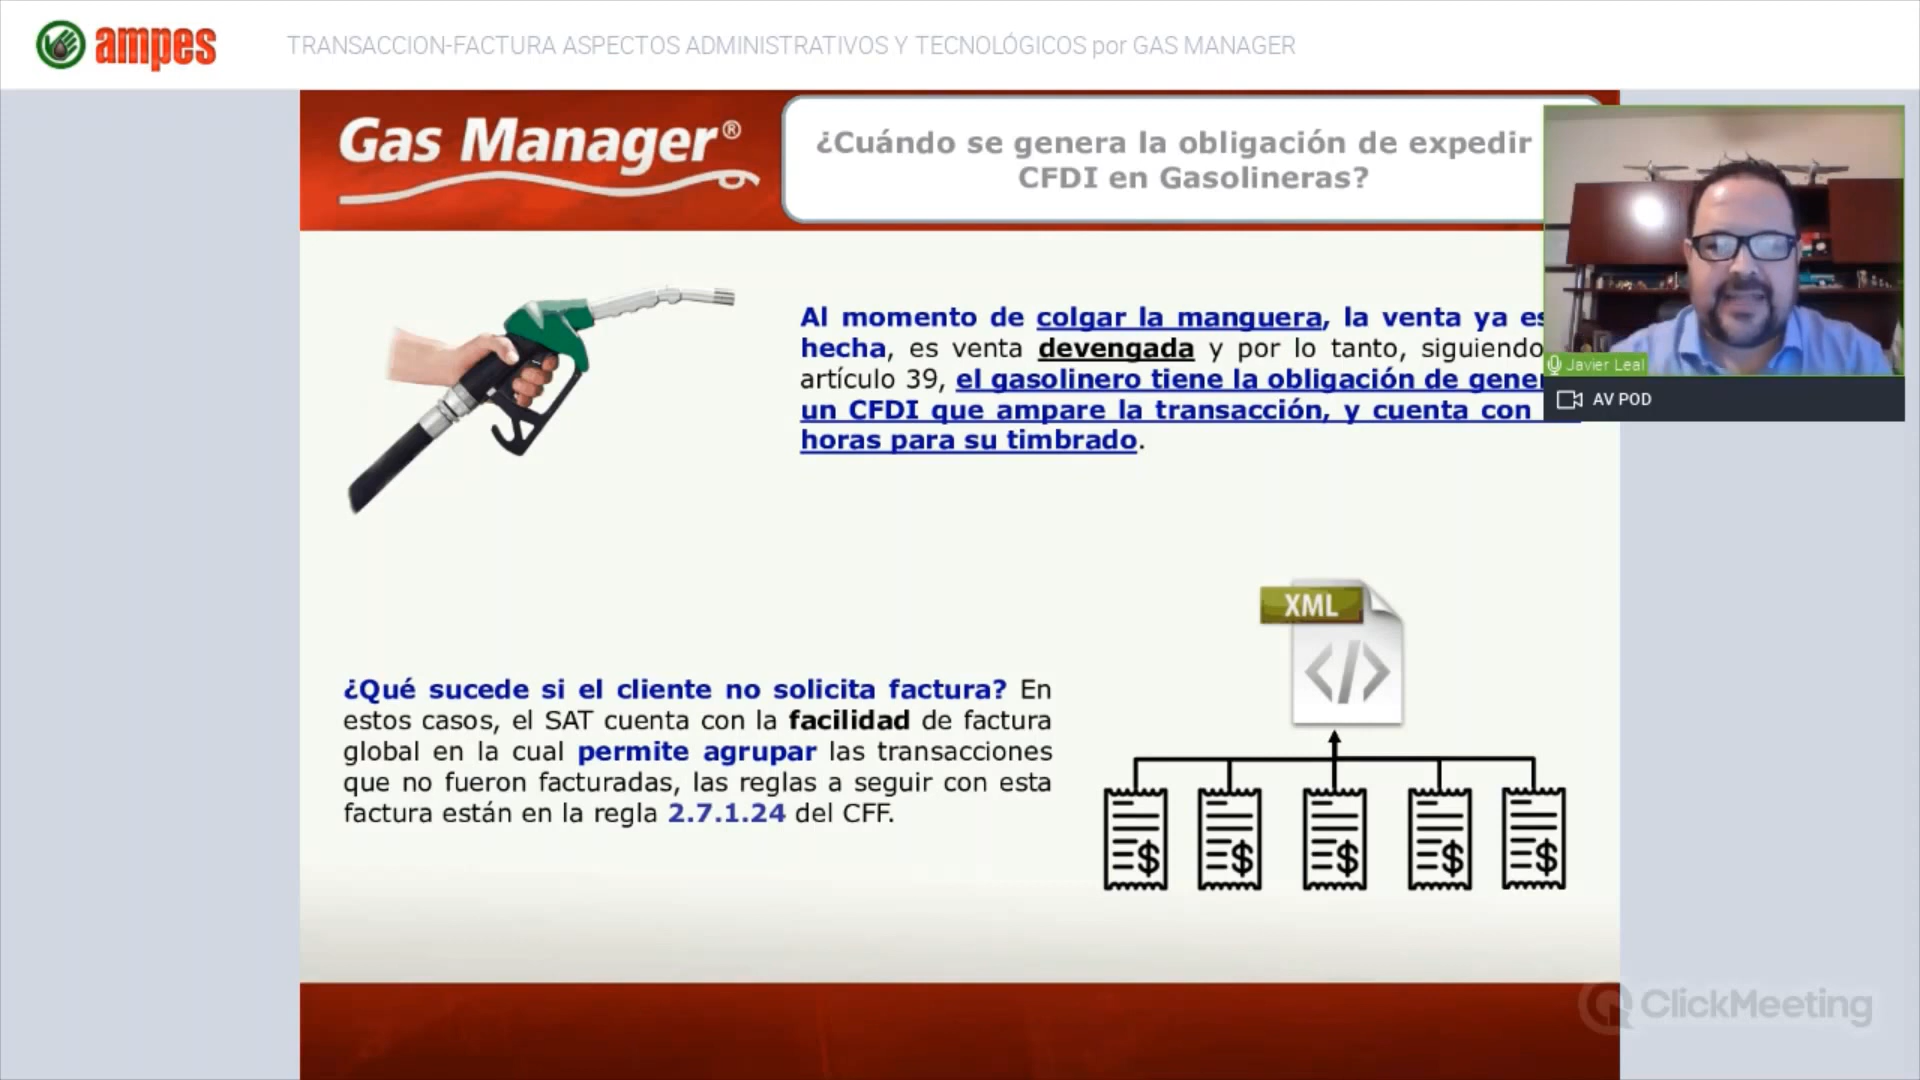 ampes
TRANSACCION-FACTURA ASPECTOS ADMINISTRATIVOS Y TECNOLÓGICOS por GAS MANAGER
Gas Manager®
¿Cuándo se genera la obligación de expedir
CFDI en Gasolineras?
Al momento de colgar la manguera, la venta ya
hecha, es venta devengada y por lo tanto, siguiendo
artículo 39, el gasolinero tiene la obligación de
un CFDI que ampare la transacción, y cuenta con
horas para su timbrado.
Javier Leal
AV POD
XML
</>
¿Qué sucede si el cliente no solicita factura? En
estos casos, el SAT cuenta con la facilidad de factura
global en la cual permite agrupar las transacciones
que no fueron facturadas, las reglas a seguir con esta
factura están en la regla 2.7.1.24 del CFF.
$ $ $ $ $
ClickMeeting